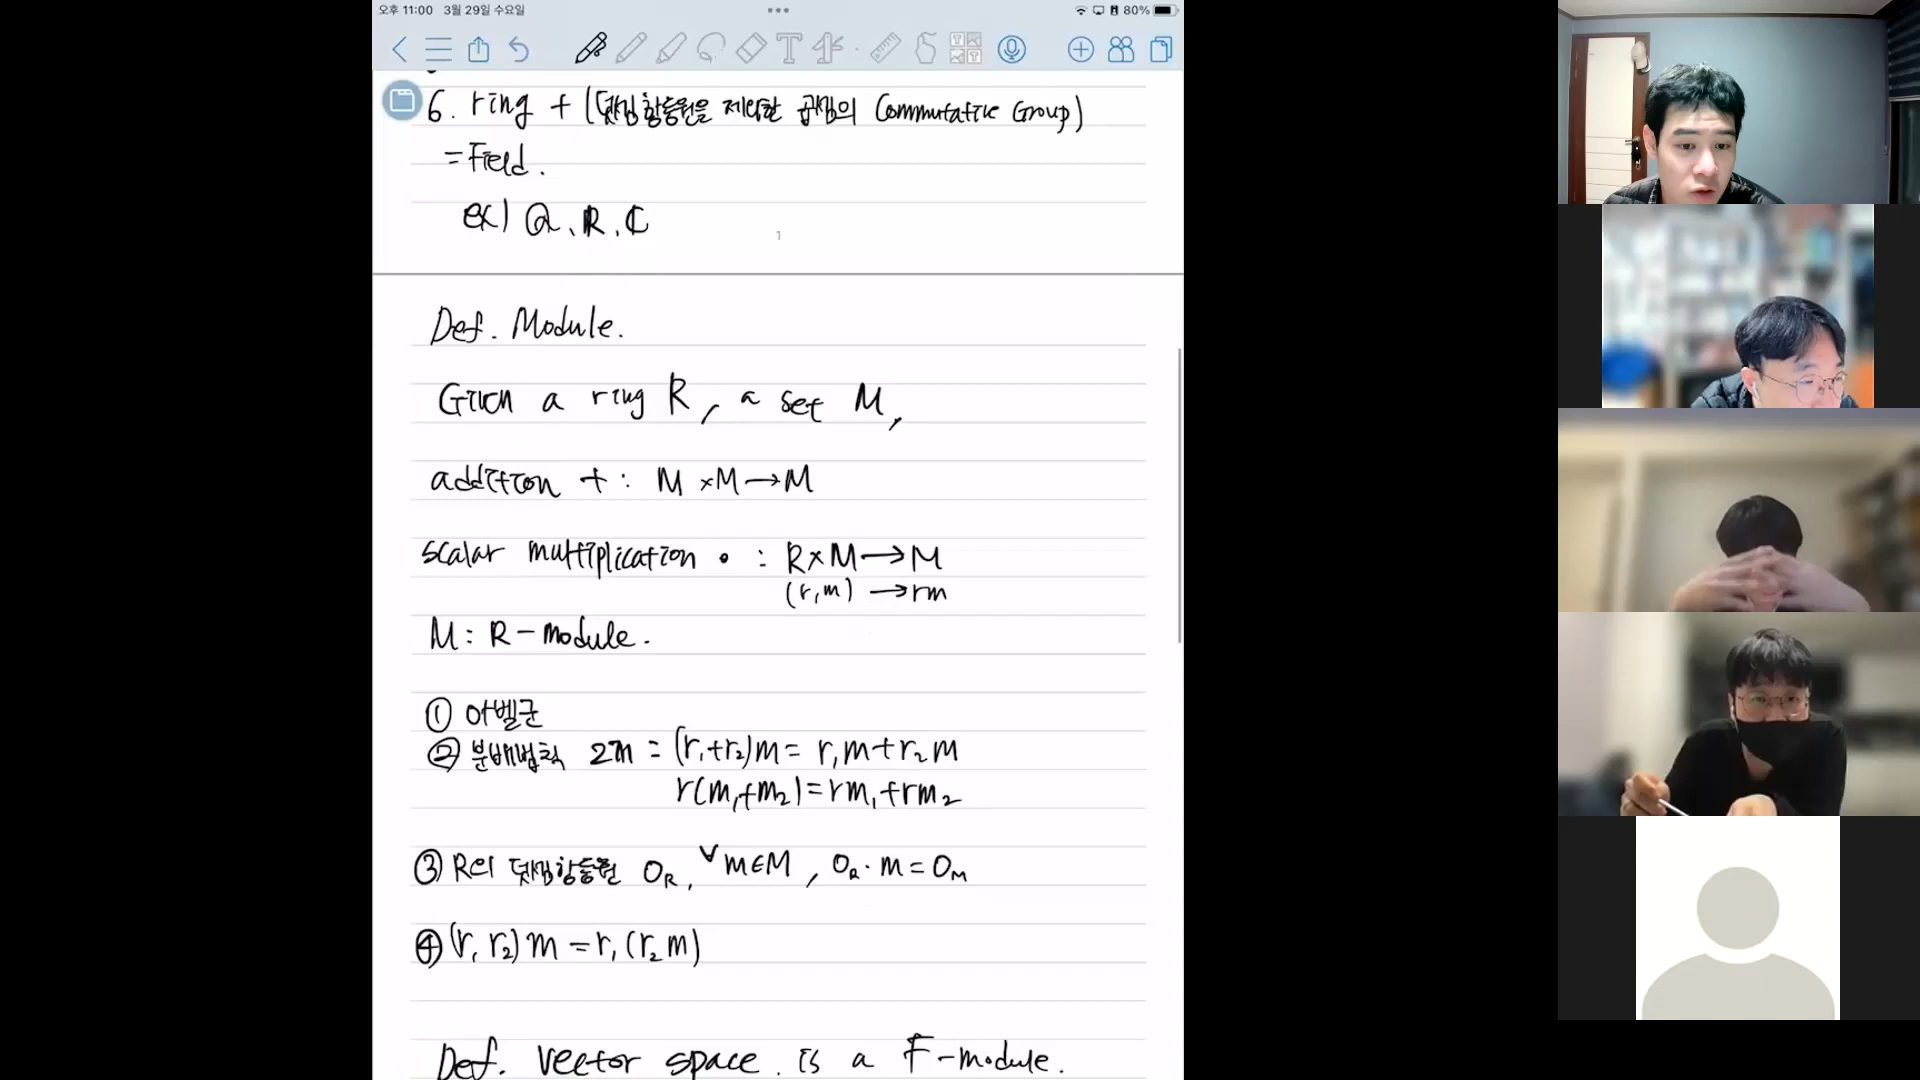 오후 11:00 3월 29일 수요일
80%
6. ring + (덧셈항등원을 제외한 곱셈의 Commutative Group)
= Field.
ex) Q, R, C
1
Def. Module.
Given a ring R, a set M,
addition + : M × M → M
scalar multiplication • : R × M → M
(r, m) → rm
M : R - module.
① 아벨군
② 분배법칙 2개 : (r₁+r₂)m = r₁m + r₂m
r(m₁+m₂) = rm₁ + rm₂
③ R의 덧셈항등원 0_R, ∀m∈M, 0_R · m = 0_M
④ (r₁ r₂) m = r₁ (r₂ m)
Def. vector space. is a F-module.